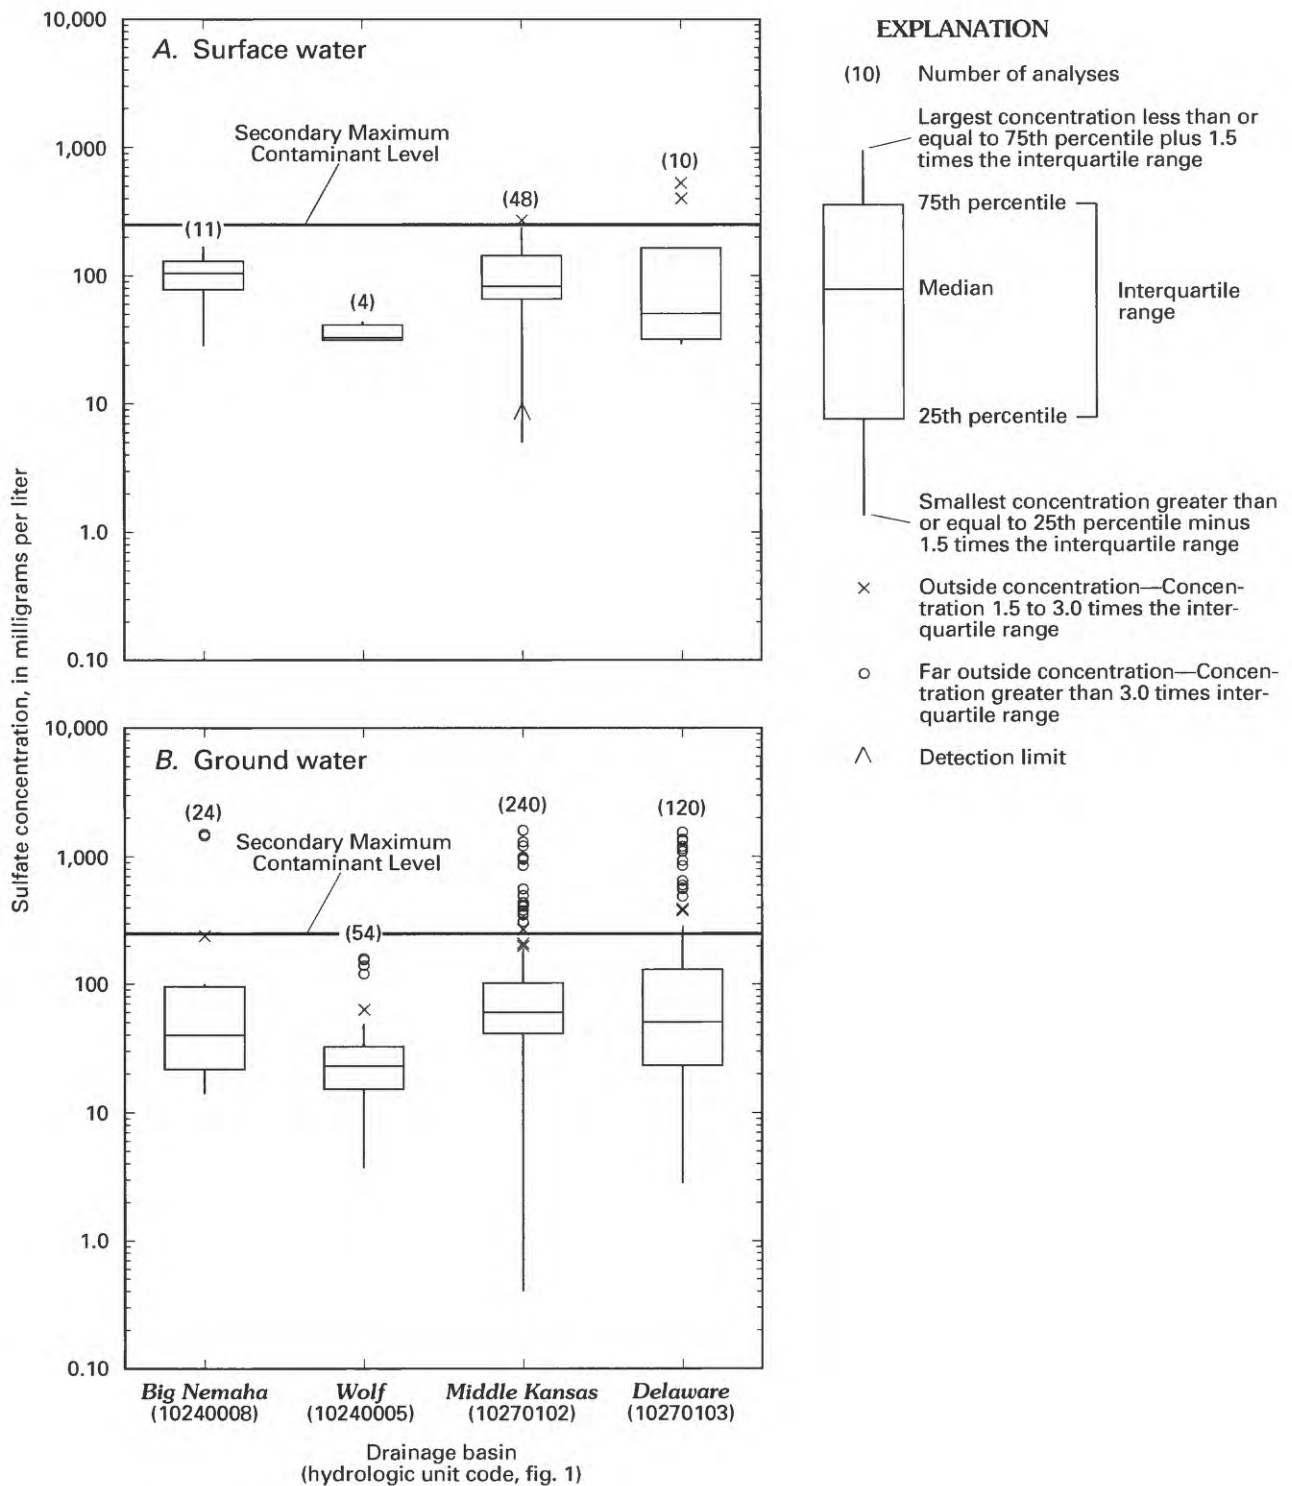 Sulfate concentration, in milligrams per liter
10,000
1,000
100
10
1.0
0.10
A. Surface water
Secondary Maximum
Contaminant Level
(11)
(4)
(48)
(10)
10,000
1,000
100
10
1.0
0.10
B. Ground water
Secondary Maximum
Contaminant Level
(24)
(54)
(240)
(120)
Big Nemaha
(10240008)
Wolf
(10240005)
Middle Kansas
(10270102)
Delaware
(10270103)
Drainage basin
(hydrologic unit code, fig. 1)
EXPLANATION
(10) Number of analyses
Largest concentration less than or
equal to 75th percentile plus 1.5
times the interquartile range
75th percentile
Median
Interquartile
range
25th percentile
Smallest concentration greater than
or equal to 25th percentile minus
1.5 times the interquartile range
× Outside concentration—Concen-
tration 1.5 to 3.0 times the inter-
quartile range
o Far outside concentration—Concen-
tration greater than 3.0 times inter-
quartile range
Detection limit